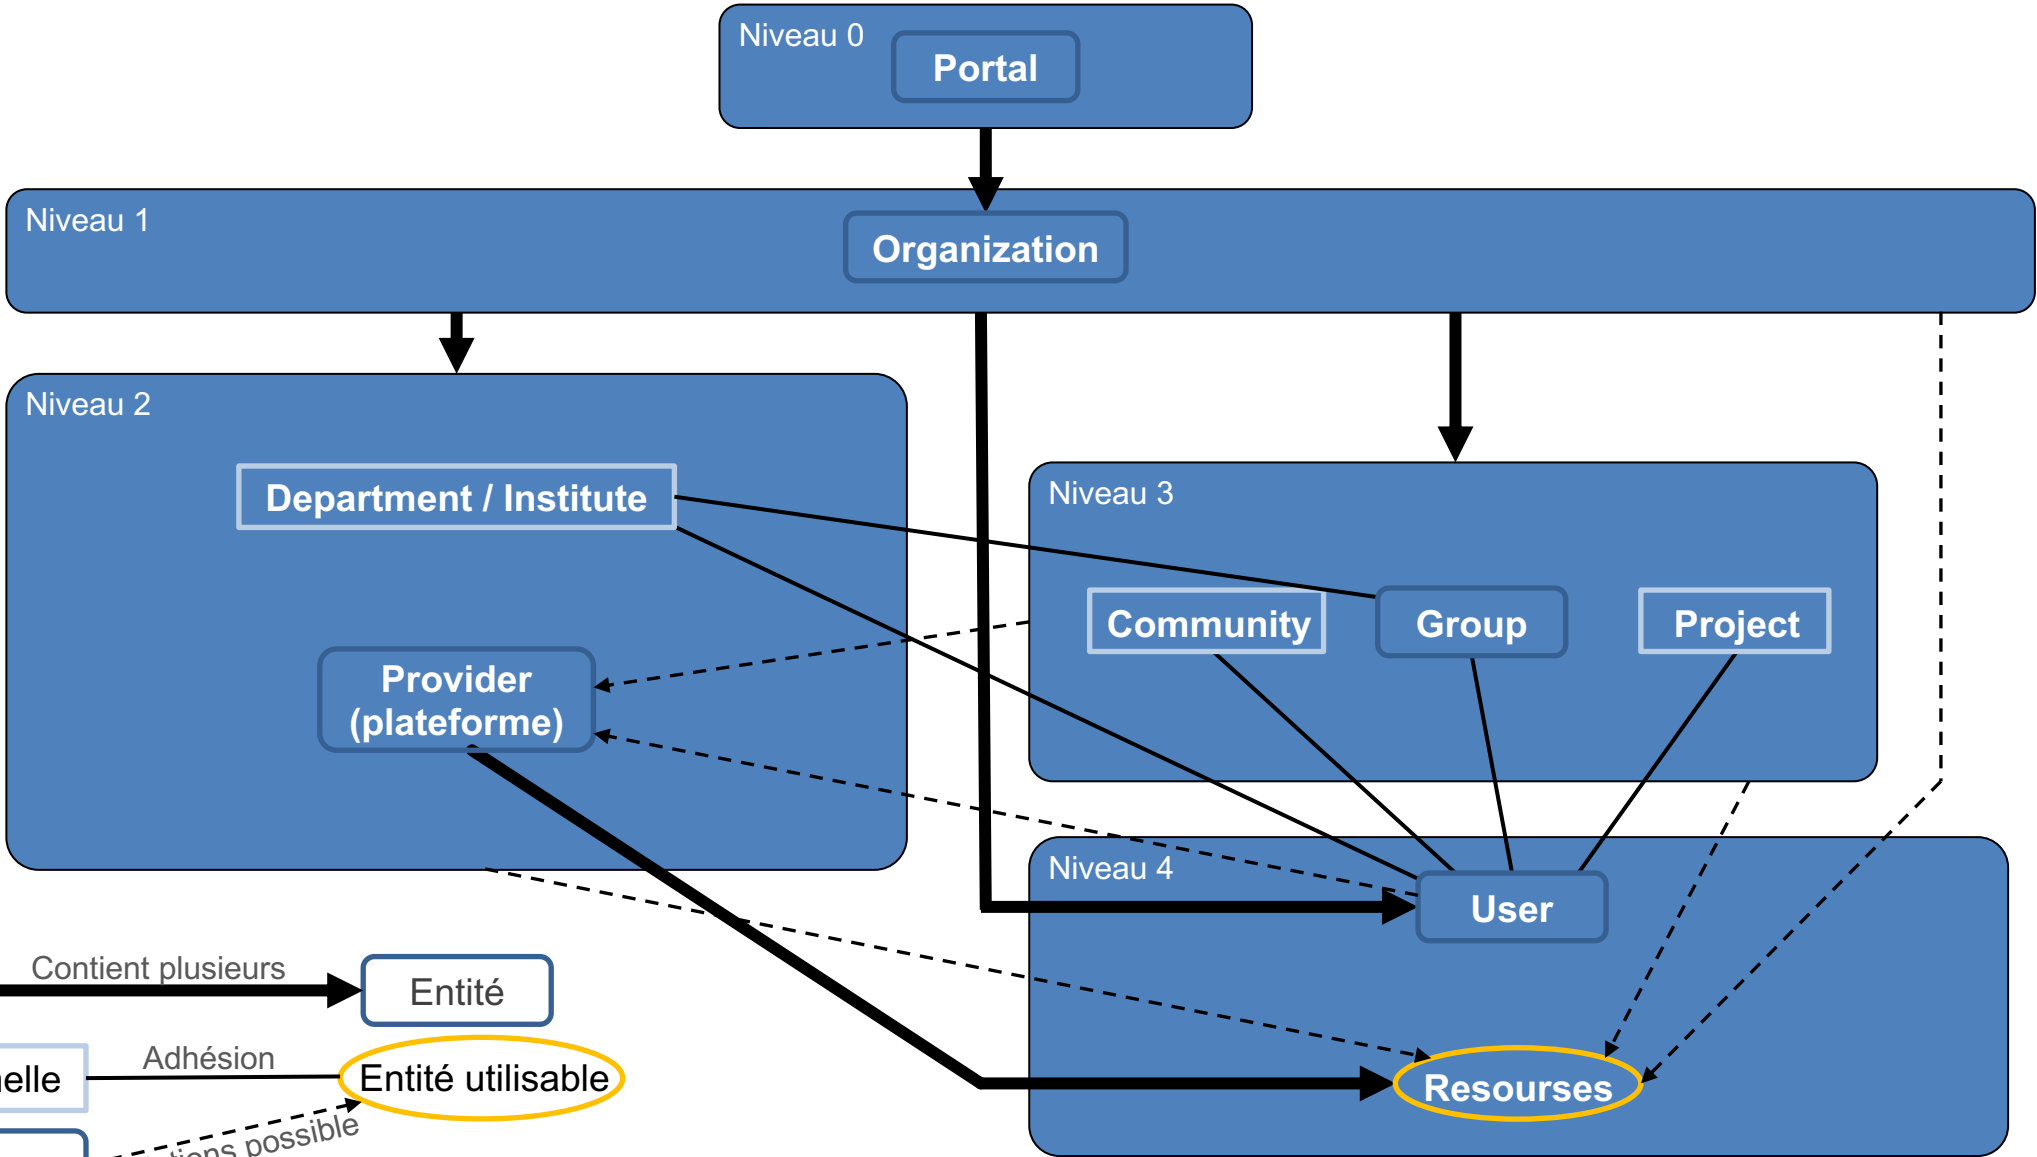 Niveau 0
Portal
Niveau 1
Organization
Niveau 2
Department / Institute
Niveau 3
Community
Group
Project
Provider
(plateforme)
Niveau 4
User
Contient plusieurs
Entité
Adhésion
Entité utilisable
Resourses
possible